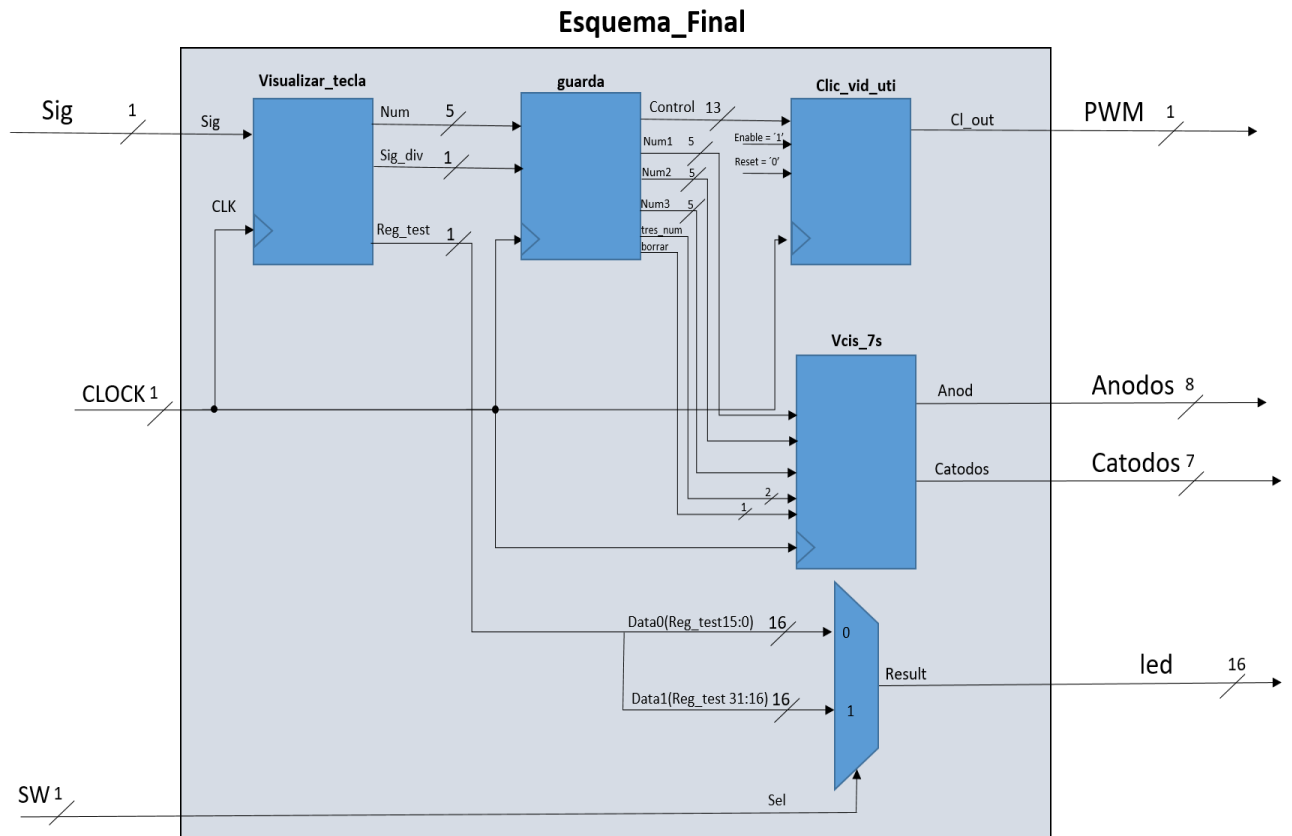 Esquema_Final
Visualizar_tecla
guarda
Clic_vid_uti
Sig
1
Sig
Num
5
Sig_div
1
CLK
Reg_test
1
Control
13
Num1
5
Num2
5
Num3
5
tres_num
borrar
Enable = ´1’
Reset = ´0’
Cl_out
PWM
1
Vcis_7s
CLOCK 1
Anod
Anodos 8
Catodos
Catodos 7
2
1
Data0(Reg_test15:0)
16
0
Result
led
16
Data1(Reg_test 31:16)
16
1
SW 1
Sel